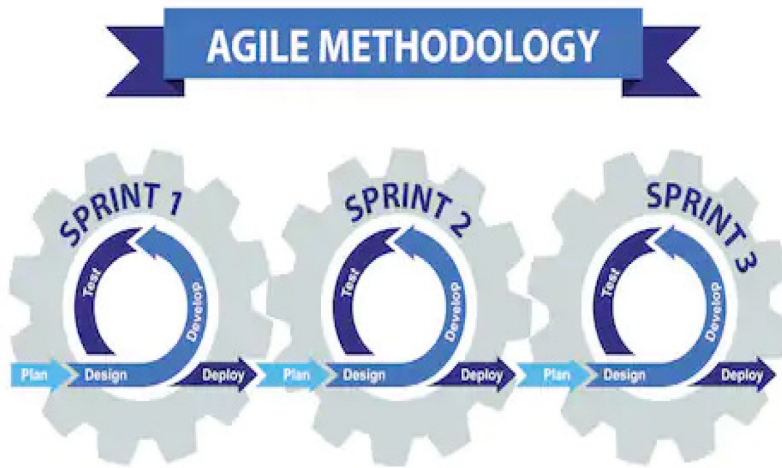 AGILE METHODOLOGY
SPRINT 1
Test
Develop
Plan
Design
Deploy
SPRINT 2
Test
Develop
Plan
Design
Deploy
SPRINT 3
Test
Develop
Plan
Design
Deploy